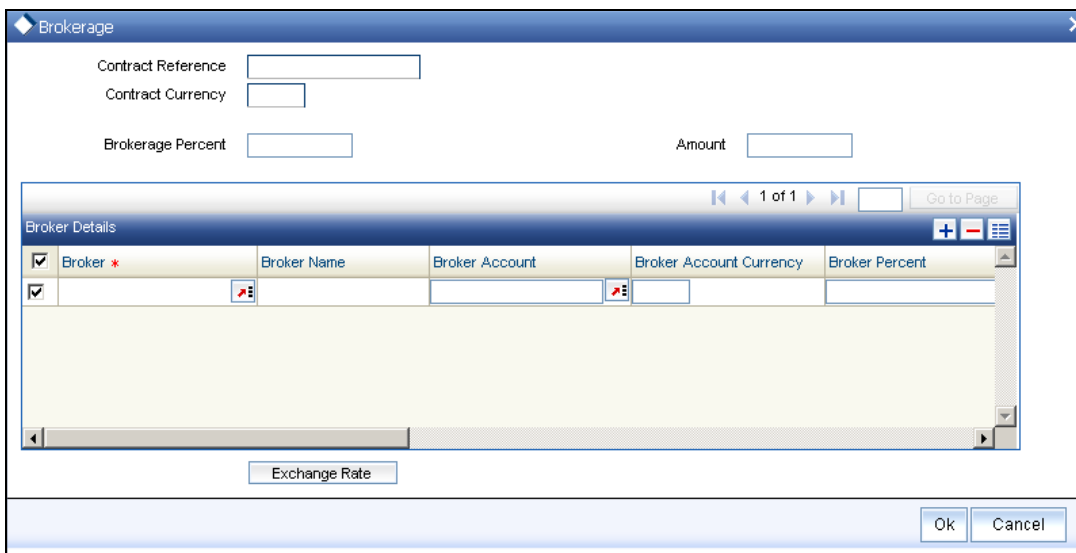 Brokerage
Contract Reference
Contract Currency
Brokerage Percent Amount
1 of 1 Go to Page
Broker Details
Broker * Broker Name Broker Account Broker Account Currency Broker Percent
Exchange Rate
Ok Cancel